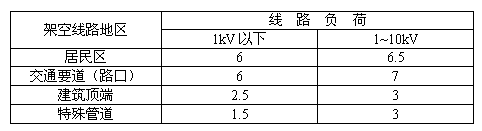 架空线路地区 线 路 负 荷
1kV以下 1~10kV
居民区 6 6.5
交通要道（路口） 6 7
建筑顶端 2.5 3
特殊管道 1.5 3